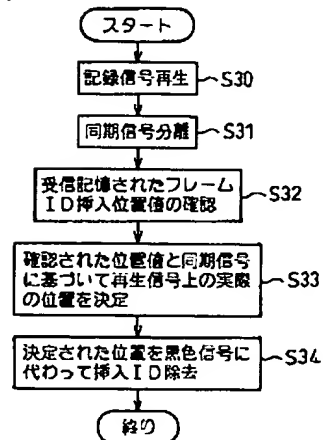 スタート
記録信号再生
S30
同期信号分離
S31
受信記憶されたフレーム
ID挿入位置値の確認
S32
確認された位置値と同期信号
に基づいて再生信号上の実際
の位置を決定
S33
決定された位置を黒色信号に
代わって挿入ID除去
S34
終り